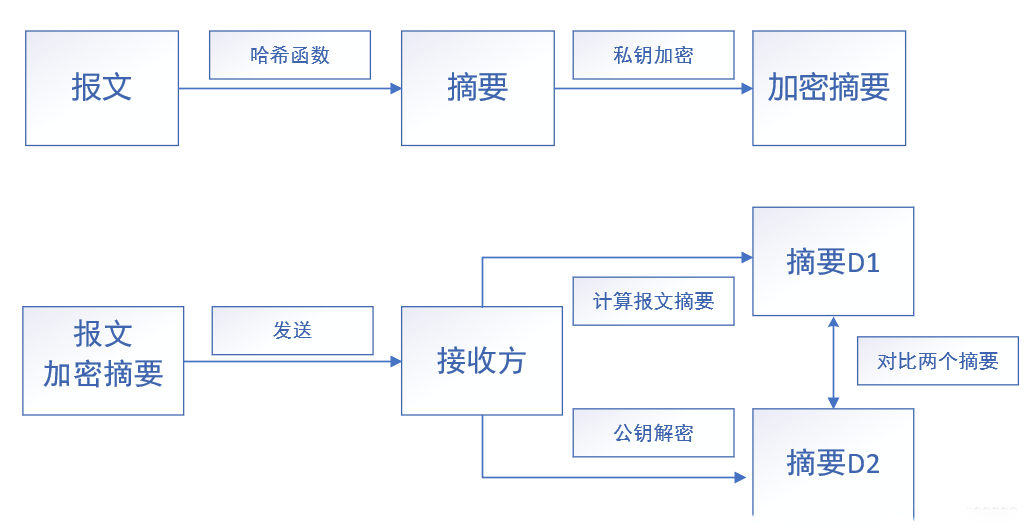 报文
哈希函数
摘要
私钥加密
加密摘要
报文
加密摘要
发送
接收方
计算报文摘要
公钥解密
摘要D1
对比两个摘要
摘要D2